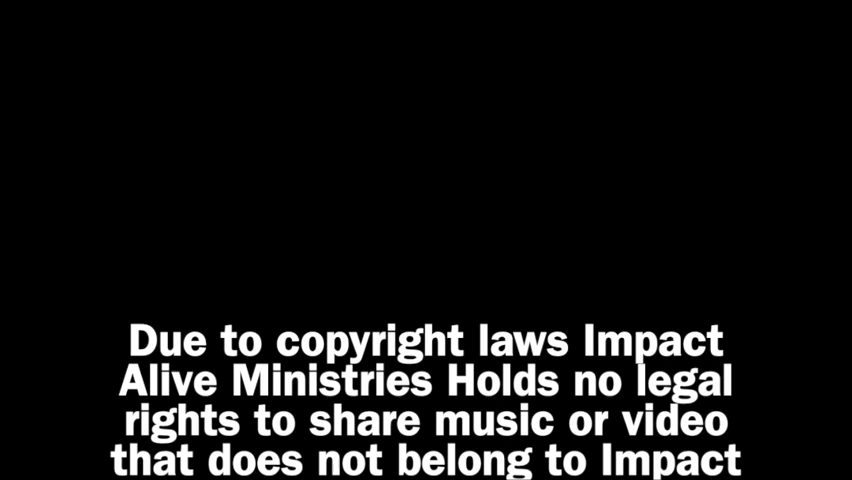 Due to copyright laws Impact
Alive Ministries Holds no legal
rights to share music or video
that does not belong to Impact